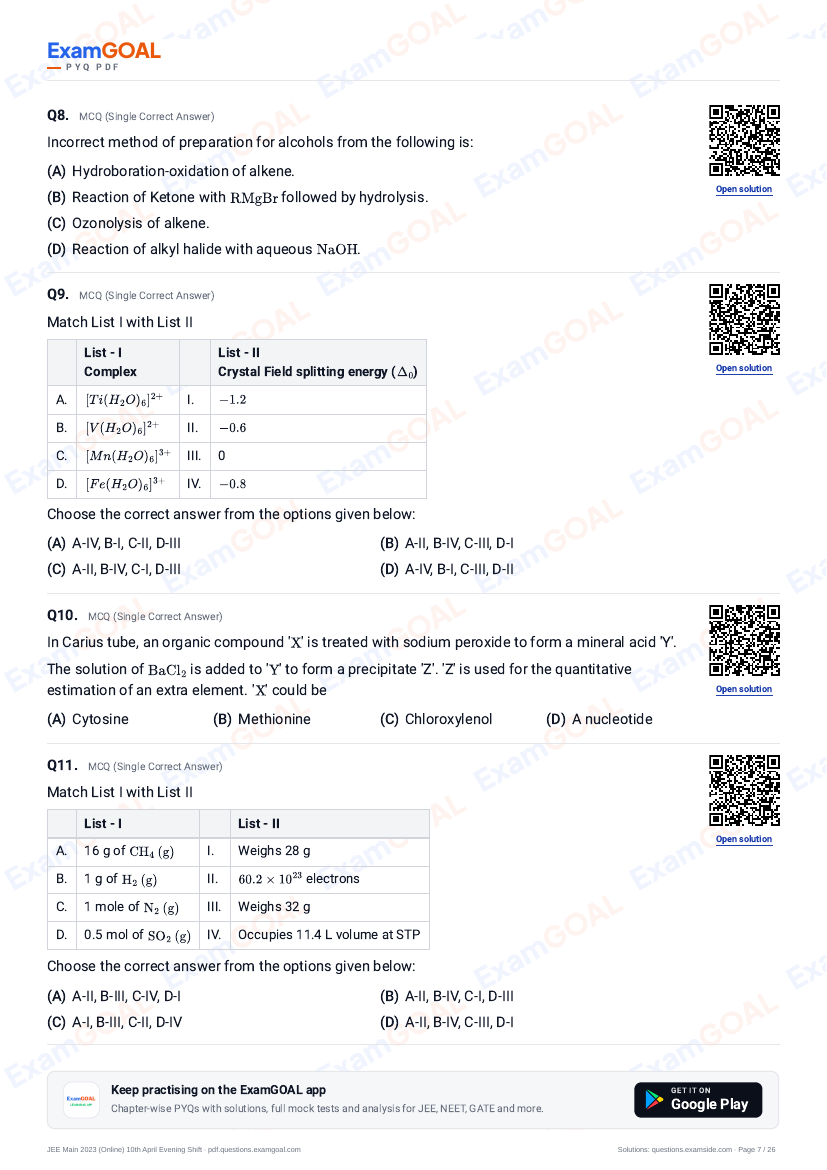 ExamGOAL
PYQ PDF
Q8. MCQ (Single Correct Answer)
Incorrect method of preparation for alcohols from the following is:
(A) Hydroboration-oxidation of alkene.
(B) Reaction of Ketone with RMgBr followed by hydrolysis.
(C) Ozonolysis of alkene.
(D) Reaction of alkyl halide with aqueous NaOH.
Open solution
Q9. MCQ (Single Correct Answer)
Match List I with List II
List - I
Complex
List - II
Crystal Field splitting energy (Δ₀)
A. [Ti(H₂O)₆]²⁺ I. −1.2
B. [V(H₂O)₆]²⁺ II. −0.6
C. [Mn(H₂O)₆]³⁺ III. 0
D. [Fe(H₂O)₆]³⁺ IV. −0.8
Choose the correct answer from the options given below:
(A) A-IV, B-I, C-II, D-III (B) A-II, B-IV, C-III, D-I
(C) A-II, B-IV, C-I, D-III (D) A-IV, B-I, C-III, D-II
Open solution
Q10. MCQ (Single Correct Answer)
In Carius tube, an organic compound 'X' is treated with sodium peroxide to form a mineral acid 'Y'.
The solution of BaCl₂ is added to 'Y' to form a precipitate 'Z'. 'Z' is used for the quantitative
estimation of an extra element. 'X' could be
(A) Cytosine (B) Methionine (C) Chloroxylenol (D) A nucleotide
Open solution
Q11. MCQ (Single Correct Answer)
Match List I with List II
List - I List - II
A. 16 g of CH₄ (g) I. Weighs 28 g
B. 1 g of H₂ (g) II. 60.2 × 10²³ electrons
C. 1 mole of N₂ (g) III. Weighs 32 g
D. 0.5 mol of SO₂ (g) IV. Occupies 11.4 L volume at STP
Choose the correct answer from the options given below:
(A) A-II, B-III, C-IV, D-I (B) A-II, B-IV, C-I, D-III
(C) A-I, B-III, C-II, D-IV (D) A-II, B-IV, C-III, D-I
Open solution
ExamGOAL
Keep practising on the ExamGOAL app
Chapter-wise PYQs with solutions, full mock tests and analysis for JEE, NEET, GATE and more.
GET IT ON
Google Play
JEE Main 2023 (Online) 10th April Evening Shift · pdf.questions.examgoal.com
Solutions: questions.examside.com · Page 7 / 26